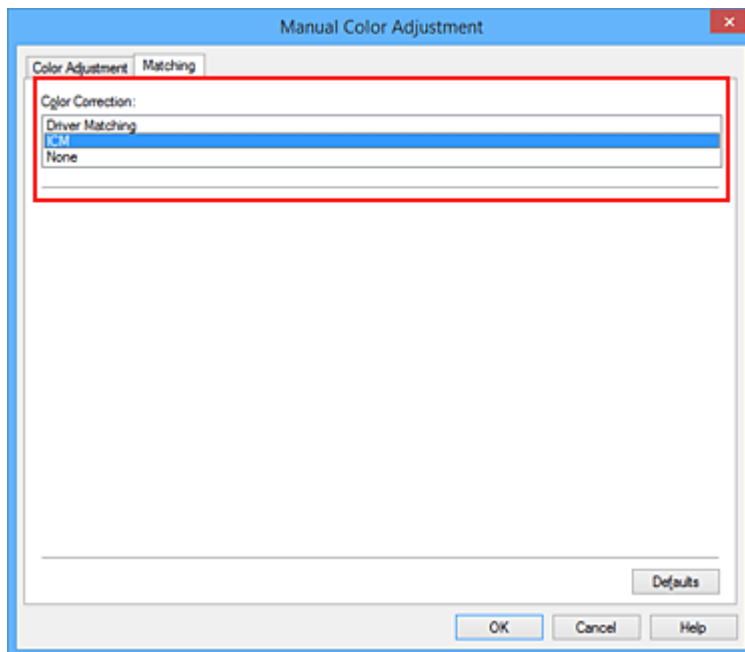 Manual Color Adjustment
Color Adjustment Matching
Color Correction:
Driver Matching
ICM
None
Defaults
OK Cancel Help